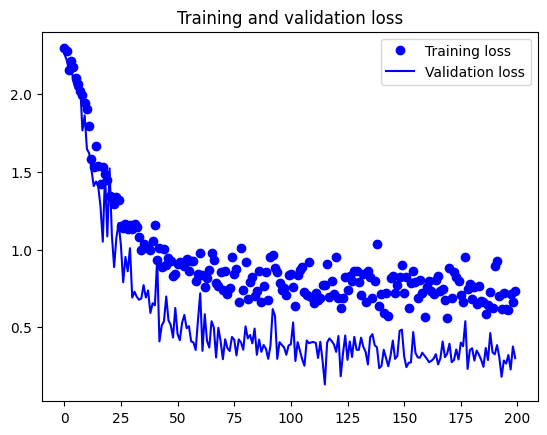 Training and validation loss
Training loss
Validation loss
2.0
1.5
1.0
0.5
0 25 50 75 100 125 150 175 200